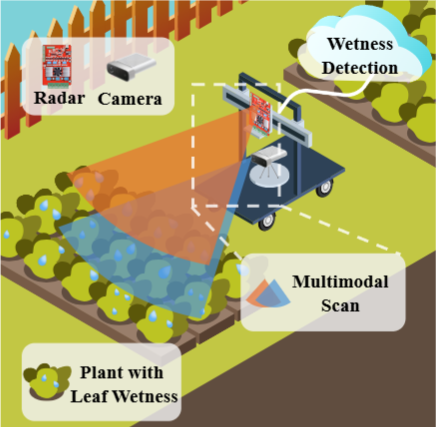 Wetness
Detection
Radar Camera
Multimodal
Scan
Plant with
Leaf Wetness